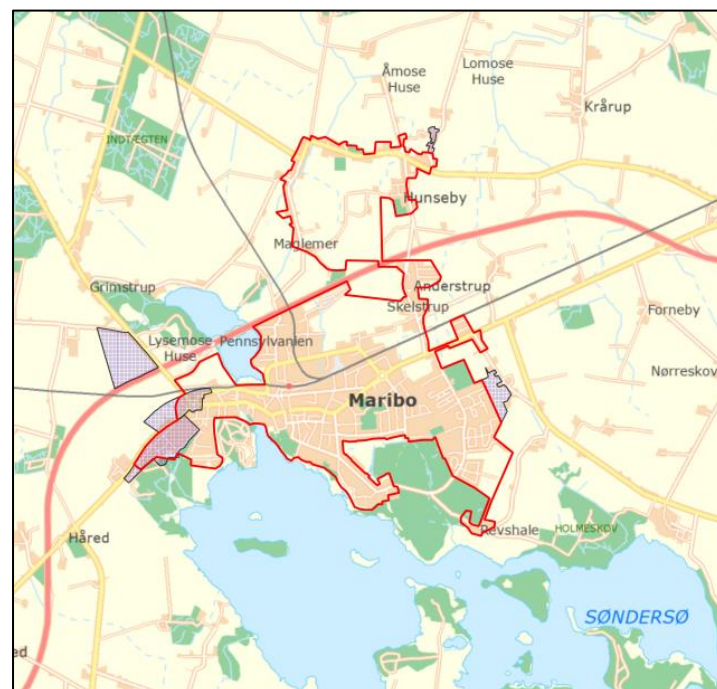 Åmose
Huse
Lomose
Huse
Krårup
INDTÆGTEN
Hunseby
Maglemer
Grimstrup
Anderstrup
Skelstrup
Forneby
Lysemose
Huse
Pennsylvanien
Nørreskov
Maribo
Revshale
HOLMESKOV
Håred
SØNDERSØ
ed